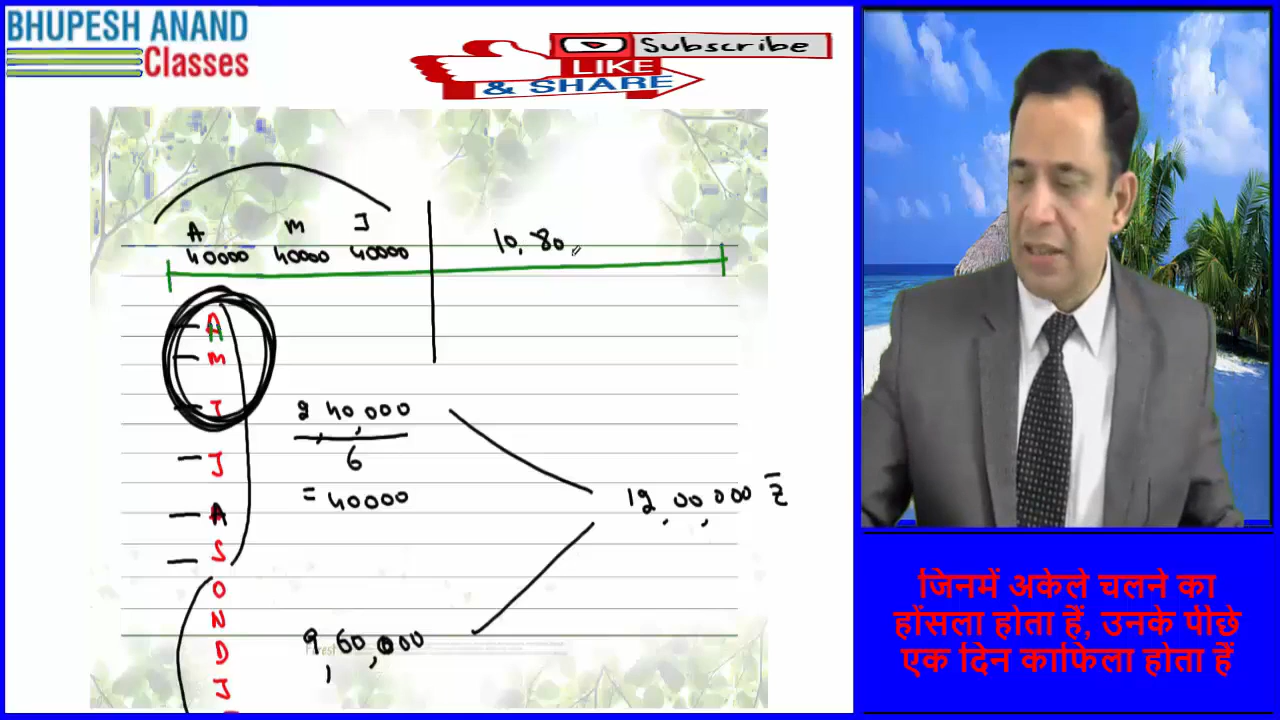 BHUPESH ANAND
Classes
Subscribe
LIKE
& SHARE
A M J
40000 40000 40000
10,80
A
M
J
J
A
S
O
N
D
J
2,40,000
6
= 40000
12,00,000
9,60,000
जिनमें अकेले चलने का
होंसला होता हैं, उनके पीछे
एक दिन काफिला होता हैं